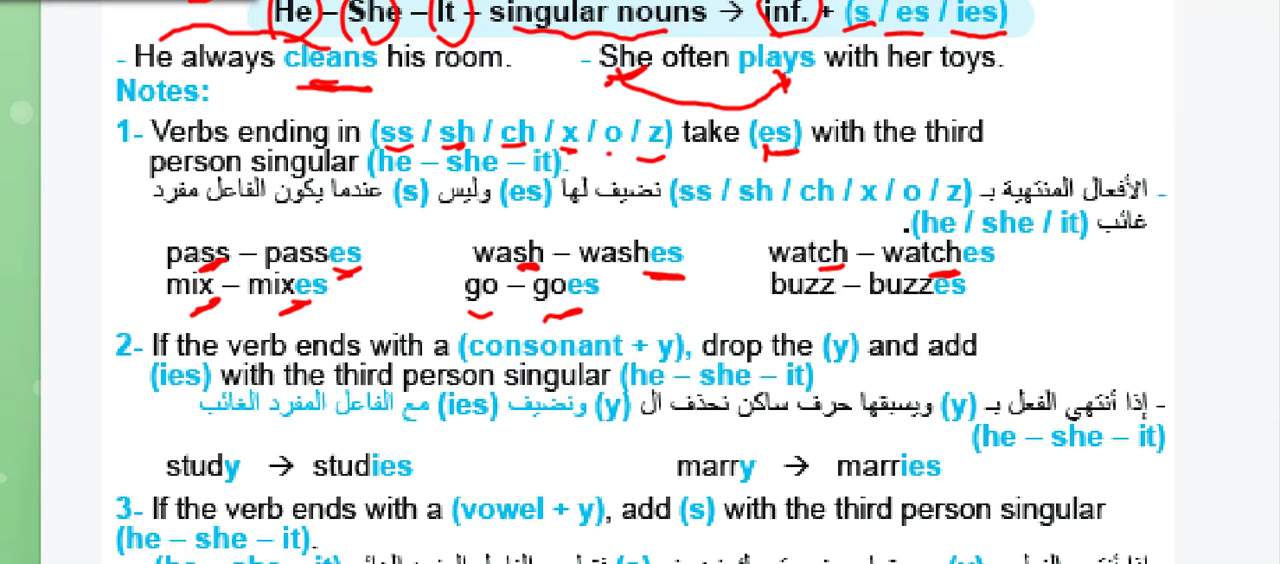 (He – She – It – singular nouns → inf. + (s / es / ies)
- He always cleans his room. - She often plays with her toys.
Notes:
1- Verbs ending in (ss / sh / ch / x / o / z) take (es) with the third
person singular (he – she – it).
- الأفعال المنتهية بـ (ss / sh / ch / x / o / z) نضيف لها (es) وليس (s) عندما يكون الفاعل مفرد
غائب (he / she / it).
pass – passes wash – washes watch – watches
mix – mixes go – goes buzz – buzzes
2- If the verb ends with a (consonant + y), drop the (y) and add
(ies) with the third person singular (he – she – it)
- إذا أنتهي الفعل بـ (y) ويسبقها حرف ساكن نحذف ال (y) ونضيف (ies) مع الفاعل المفرد الغائب
(he – she – it)
study → studies marry → marries
3- If the verb ends with a (vowel + y), add (s) with the third person singular
(he – she – it).